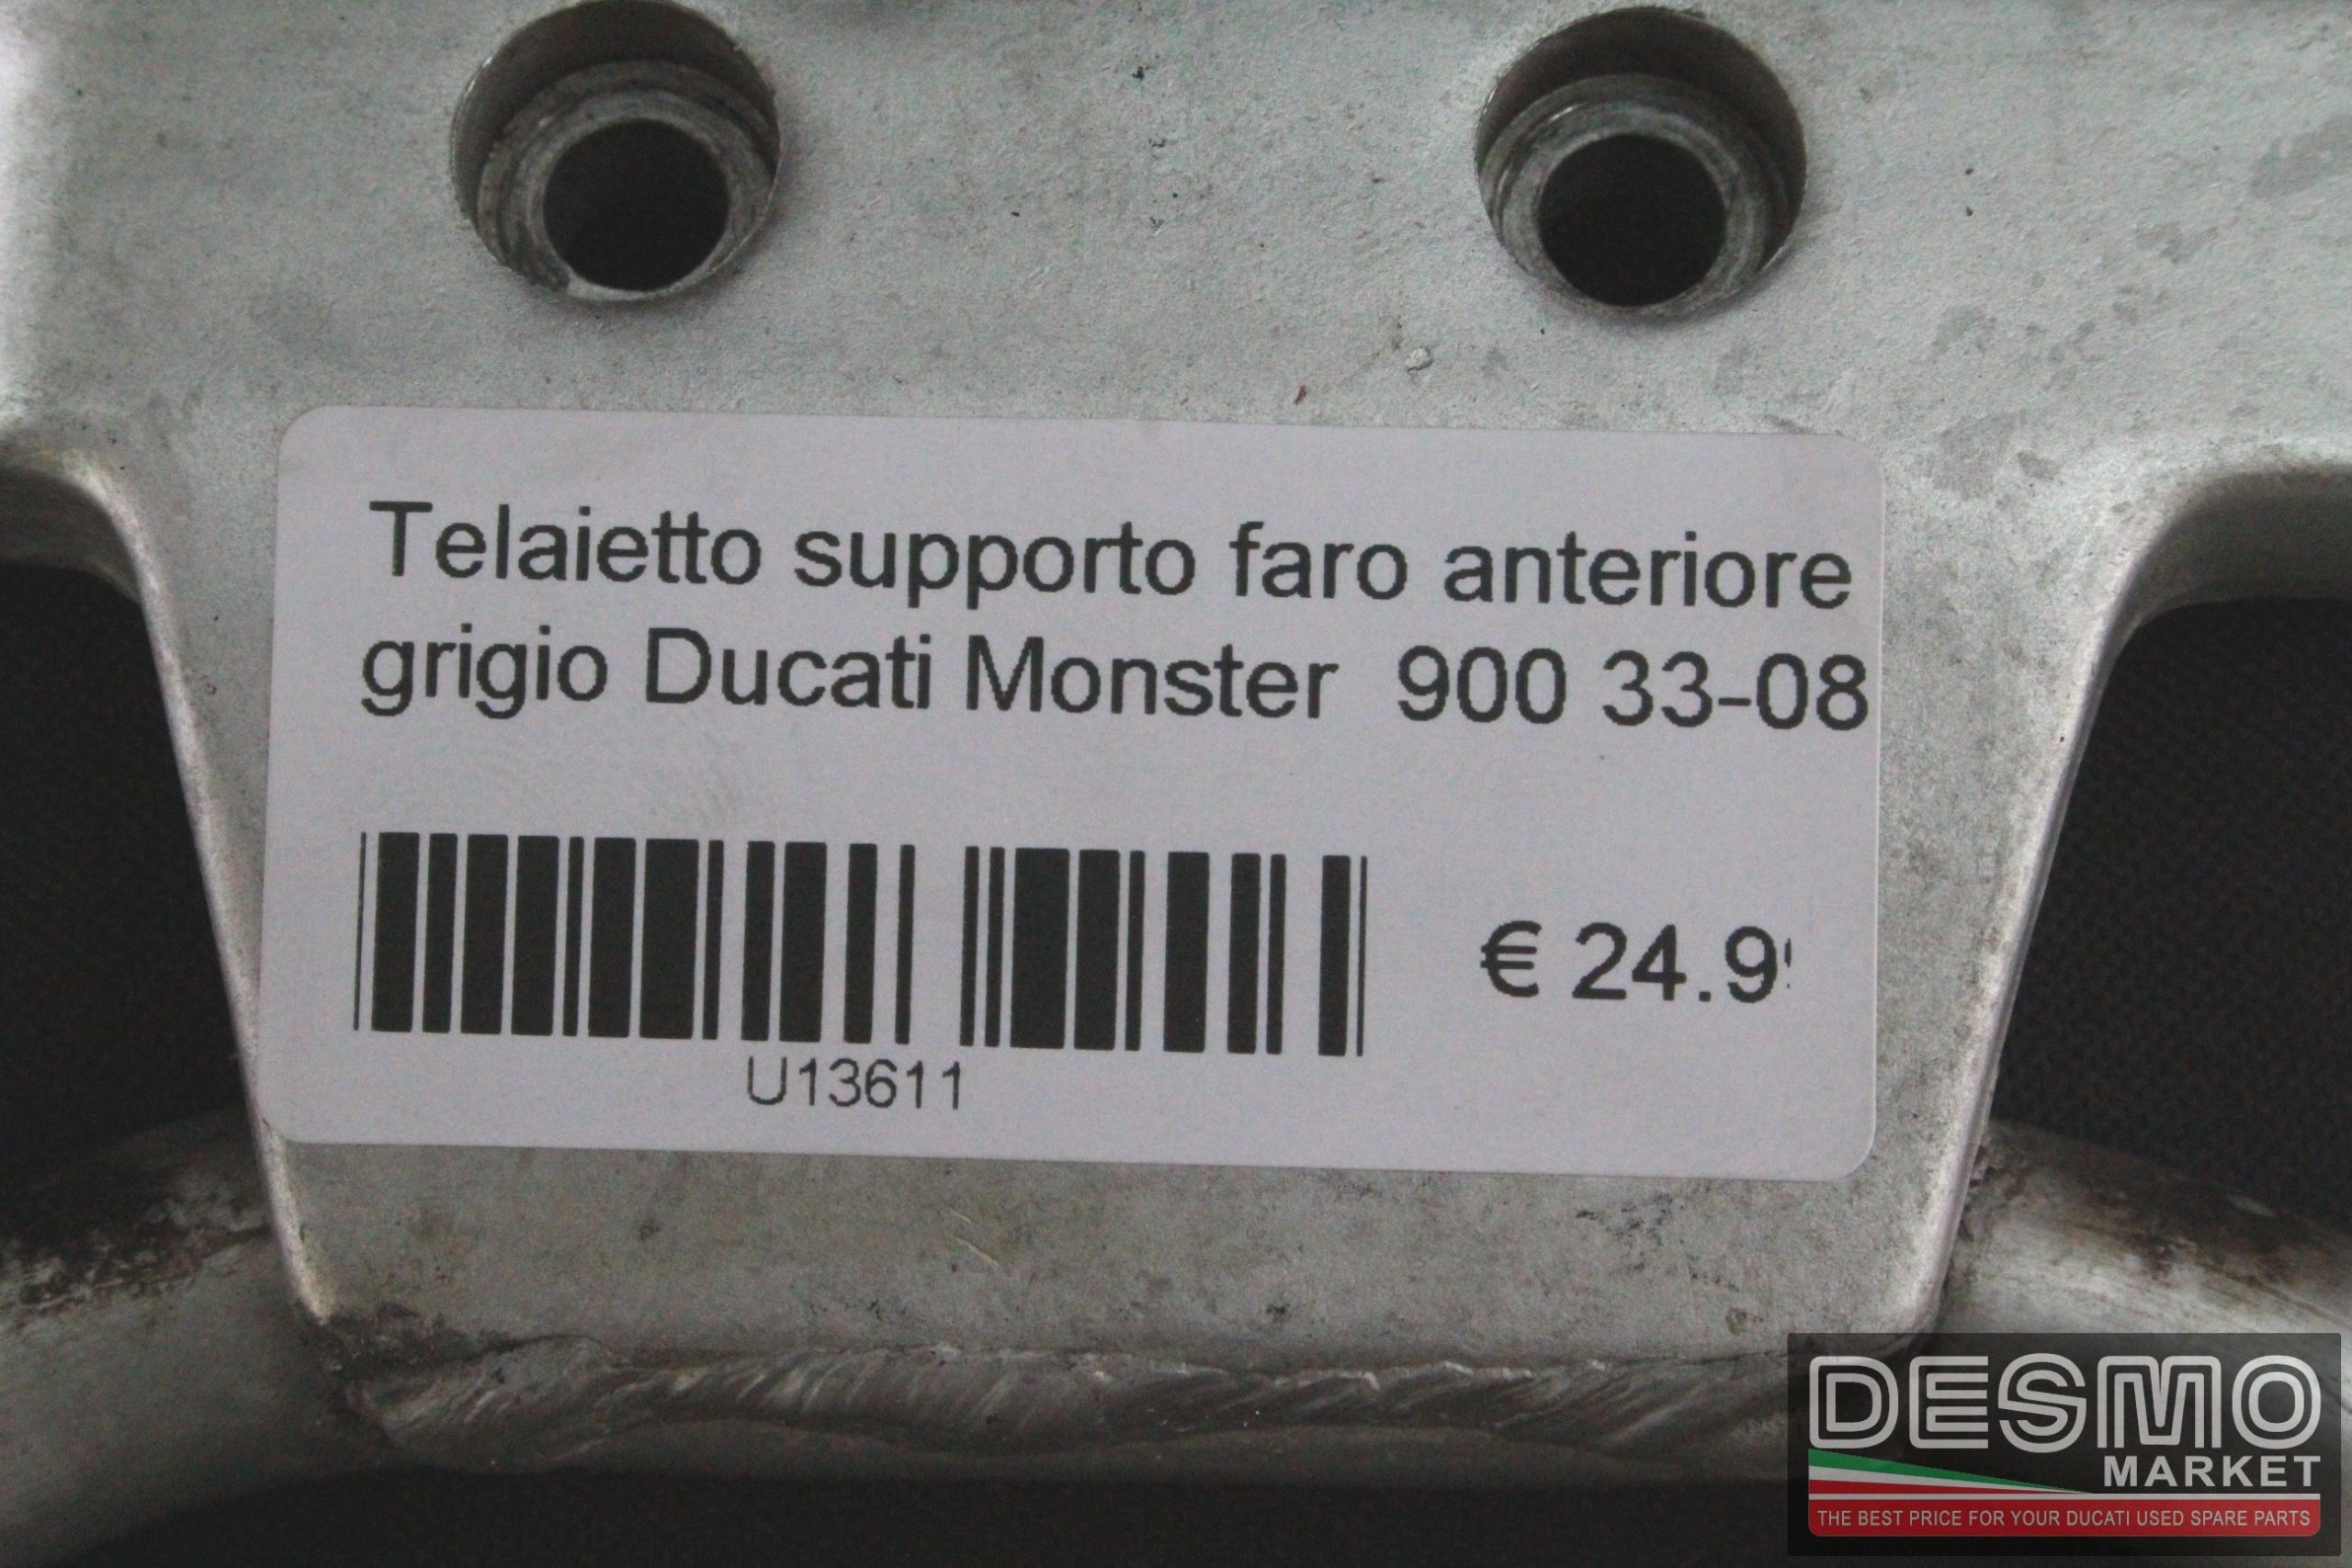 Telaietto supporto faro anteriore
grigio Ducati Monster  900 33-08
U13611
€ 24.9
DESMO
MARKET
THE BEST PRICE FOR YOUR DUCATI USED SPARE PARTS